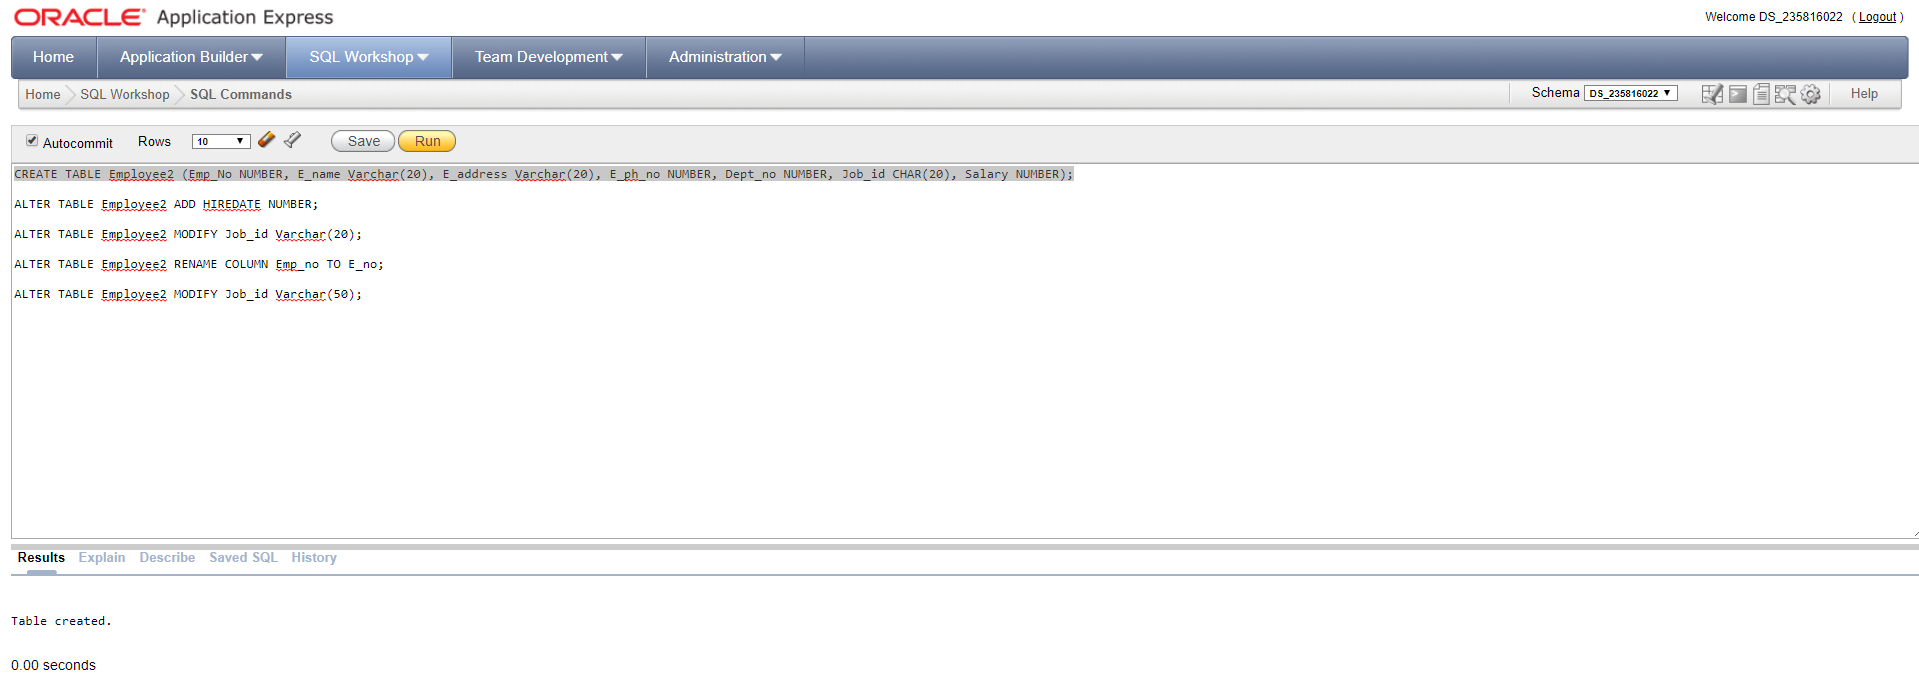 ORACLE® Application Express
Welcome DS_235816022 ( Logout )
Home Application Builder SQL Workshop Team Development Administration
Home SQL Workshop SQL Commands Schema DS_235816022 Help
Autocommit Rows 10 Save Run
CREATE TABLE Employee2 (Emp_No NUMBER, E_name Varchar(20), E_address Varchar(20), E_ph_no NUMBER, Dept_no NUMBER, Job_id CHAR(20), Salary NUMBER);
ALTER TABLE Employee2 ADD HIREDATE NUMBER;
ALTER TABLE Employee2 MODIFY Job_id Varchar(20);
ALTER TABLE Employee2 RENAME COLUMN Emp_no TO E_no;
ALTER TABLE Employee2 MODIFY Job_id Varchar(50);
Results Explain Describe Saved SQL History
Table created.
0.00 seconds